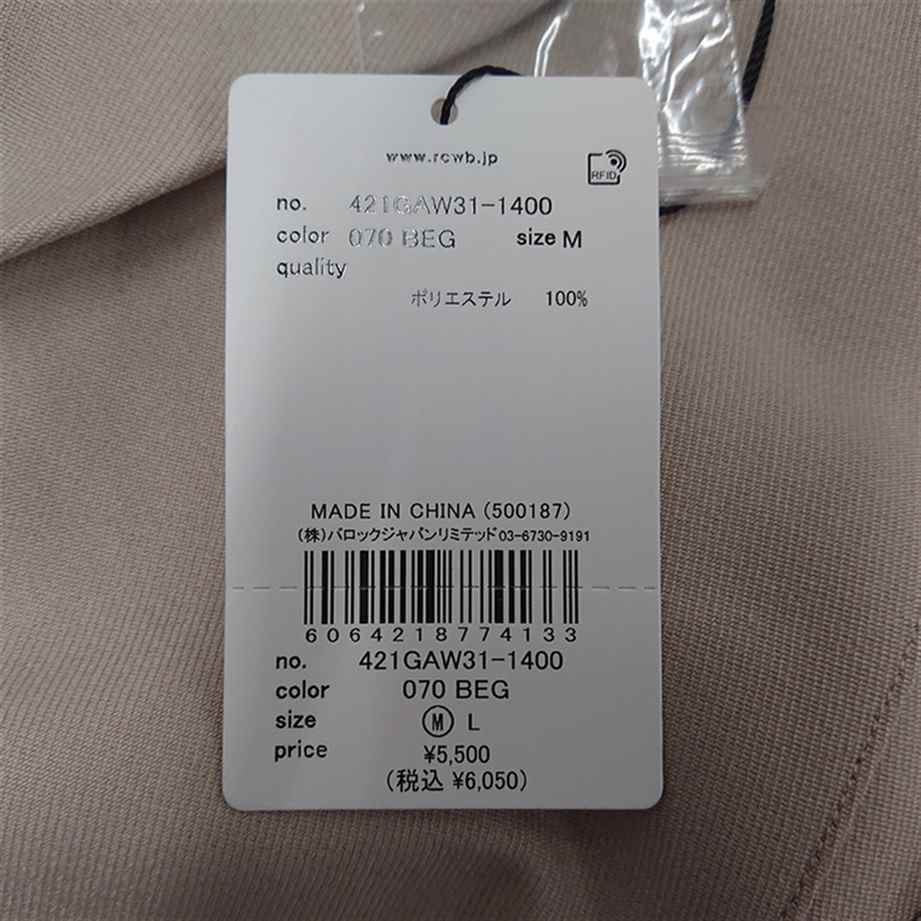 www.rcwb.jp
RFID
no. 421GAW31-1400
color 070 BEG size M
quality
ポリエステル 100%
MADE IN CHINA (500187)
(株)バロックジャパンリミテッド03-6730-9191
6064218774133
no. 421GAW31-1400
color 070 BEG
size Ⓜ L
price ¥5,500
(税込 ¥6,050)